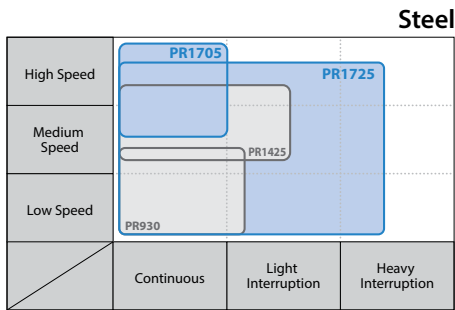 Steel
PR1705
High Speed
PR1725
Medium
Speed
PR1425
Low Speed
PR930
Continuous
Light
Interruption
Heavy
Interruption